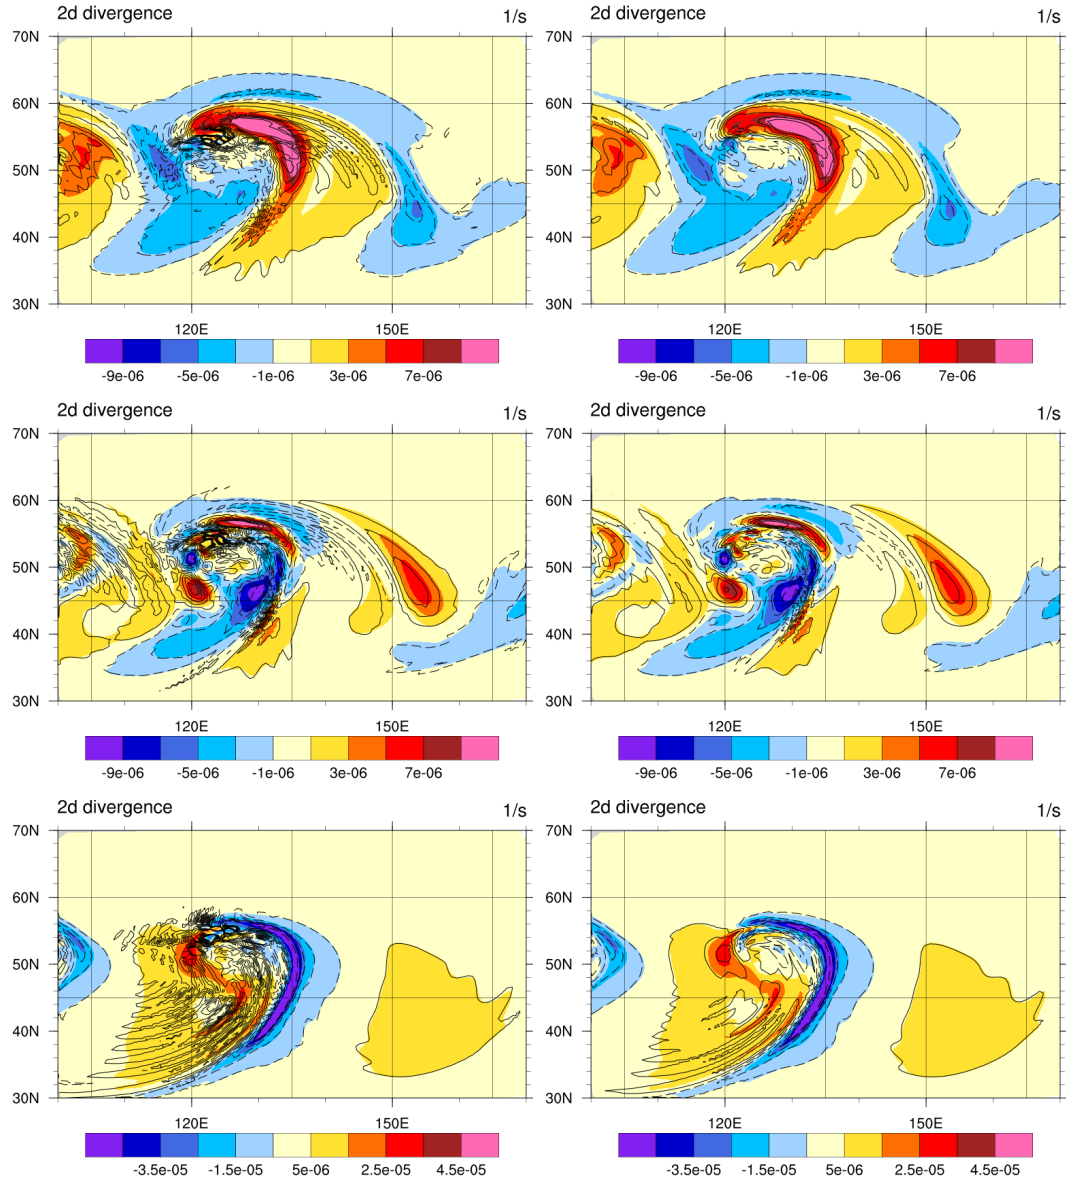 2d divergence 1/s 2d divergence 1/s
70N 70N
60N 60N
50N 50N
40N 40N
30N 30N
120E 150E 120E 150E
-9e-06 -5e-06 -1e-06 3e-06 7e-06 -9e-06 -5e-06 -1e-06 3e-06 7e-06
2d divergence 1/s 2d divergence 1/s
70N 70N
60N 60N
50N 50N
40N 40N
30N 30N
120E 150E 120E 150E
-9e-06 -5e-06 -1e-06 3e-06 7e-06 -9e-06 -5e-06 -1e-06 3e-06 7e-06
2d divergence 1/s 2d divergence 1/s
70N 70N
60N 60N
50N 50N
40N 40N
30N 30N
120E 150E 120E 150E
-3.5e-05 -1.5e-05 5e-06 2.5e-05 4.5e-05 -3.5e-05 -1.5e-05 5e-06 2.5e-05 4.5e-05